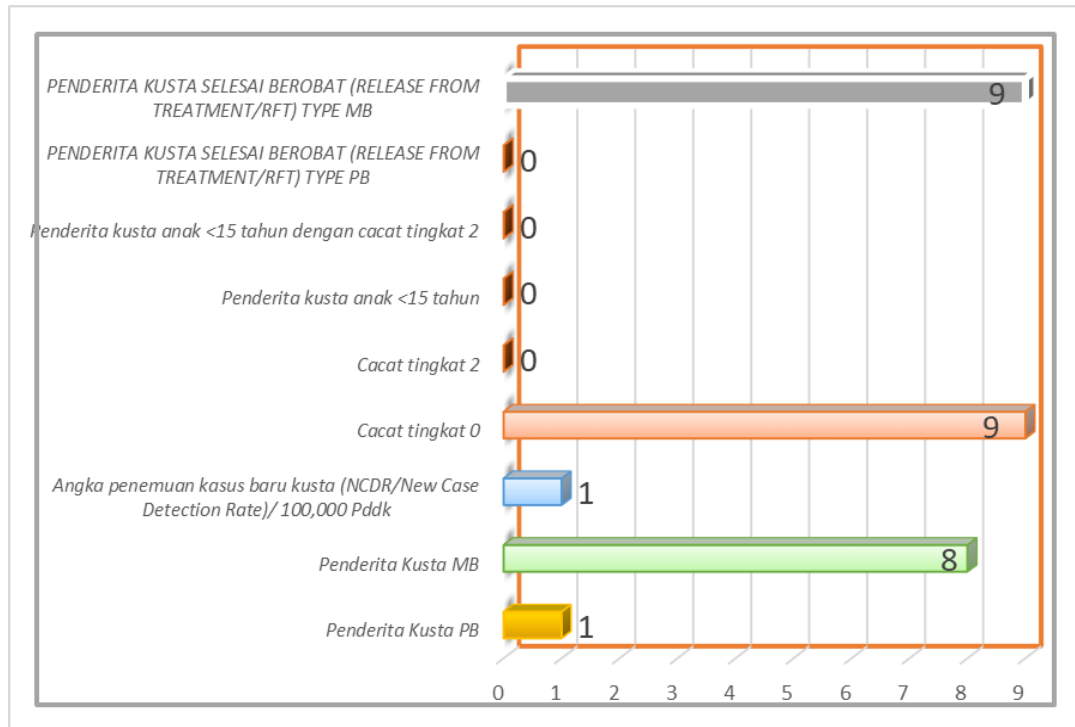 PENDERITA KUSTA SELESAI BEROBAT (RELEASE FROM
TREATMENT/RFT) TYPE MB
9
PENDERITA KUSTA SELESAI BEROBAT (RELEASE FROM
TREATMENT/RFT) TYPE PB
0
Penderita kusta anak <15 tahun dengan cacat tingkat 2
0
Penderita kusta anak <15 tahun
0
Cacat tingkat 2
0
Cacat tingkat 0
9
Angka penemuan kasus baru kusta (NCDR/New Case
Detection Rate)/ 100,000 Pddk
1
Penderita Kusta MB
8
Penderita Kusta PB
1
0 1 2 3 4 5 6 7 8 9